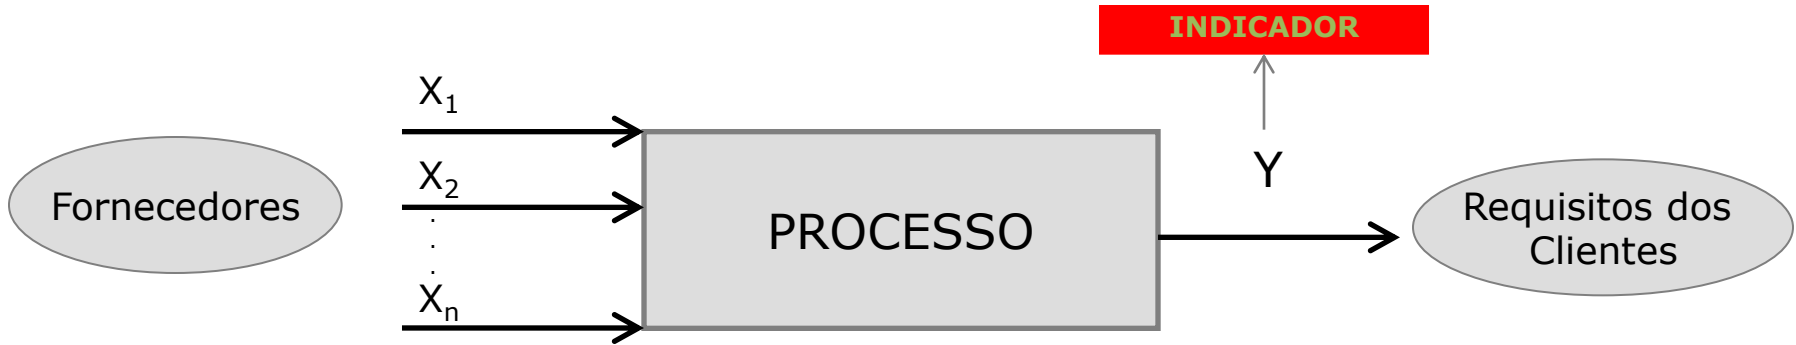 INDICADOR
X₁
Fornecedores
X₂
.
.
.
Xₙ
PROCESSO
Y
Requisitos dos
Clientes